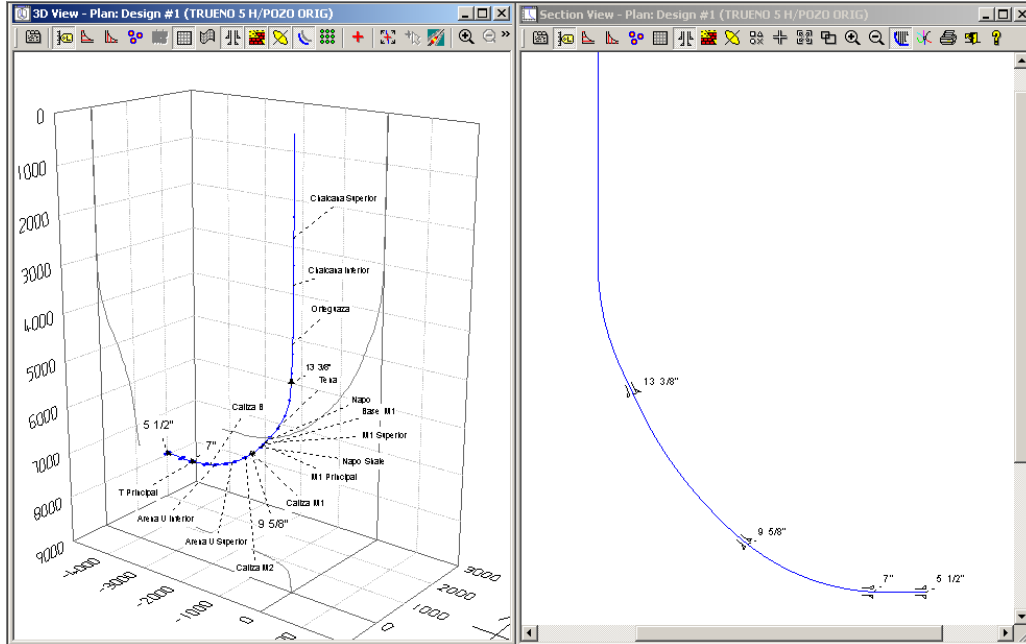 3D View - Plan: Design #1 (TRUENO 5 H/POZO ORIG)
0
1000
2000
3000
4000
5000
6000
7000
8000
9000
Chalcana Superior
Chalcana Inferior
Orteguaza
13 3/8"
Tena
Napo
Base M1
M1 Superior
Napo Shale
M1 Principal
Caliza M1
9 5/8"
Caliza B
5 1/2"
7"
T Principal
Arena U Inferior
Arena U Superior
Caliza M2
-4000
-3000
-2000
-1000
0
3000
2000
1000
0
Section View - Plan: Design #1 (TRUENO 5 H/POZO ORIG)
13 3/8"
9 5/8"
7"
5 1/2"